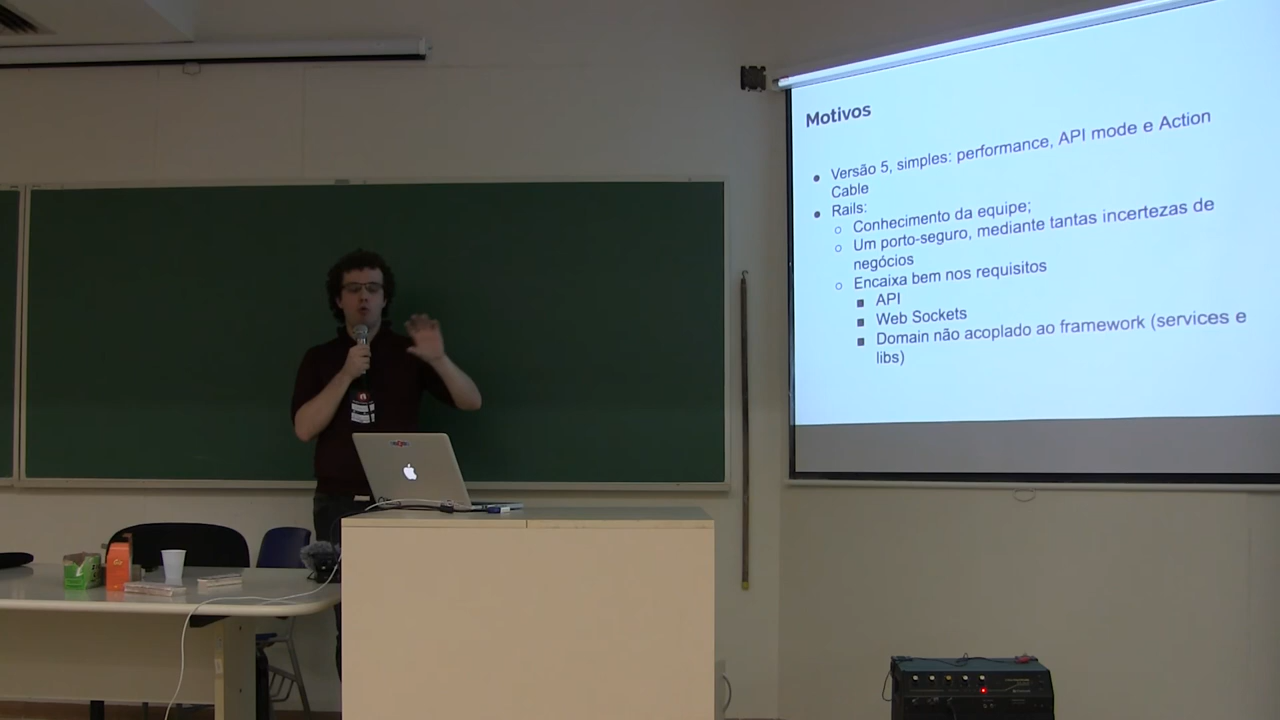 Motivos
Versão 5, simples: performance, API mode e Action
Cable
Rails:
Conhecimento da equipe;
Um porto-seguro, mediante tantas incertezas de
negócios
Encaixa bem nos requisitos
API
Web Sockets
Domain não acoplado ao framework (services e
libs)